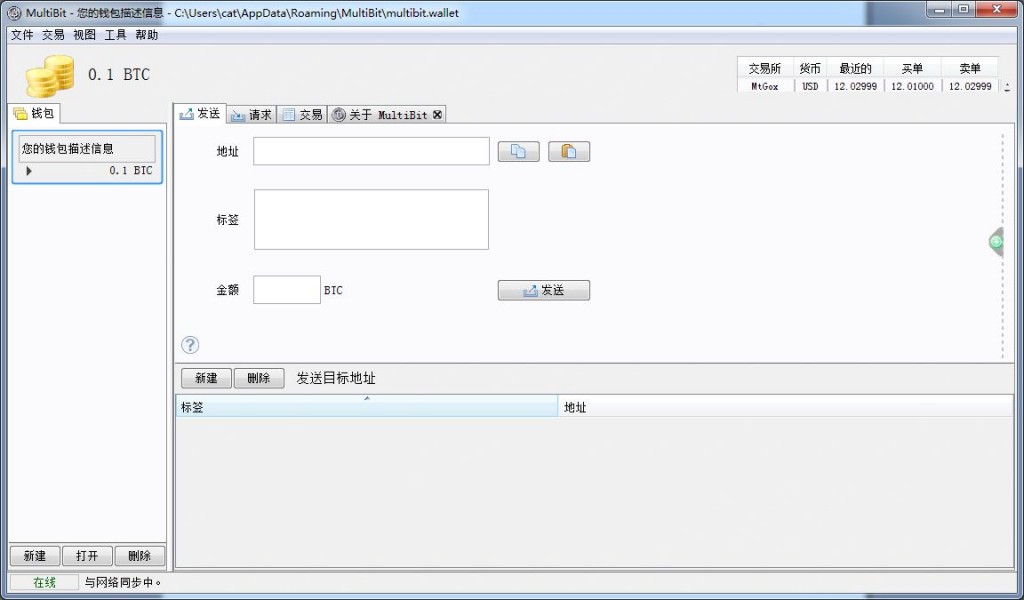 MultiBit - 您的钱包描述信息 - C:\Users\cat\AppData\Roaming\MultiBit\multibit.wallet
文件 交易 视图 工具 帮助
0.1 BTC
交易所 货币 最近的 买单 卖单
MtGox USD 12.02999 12.01000 12.02999
钱包
发送 请求 交易 关于 MultiBit
您的钱包描述信息
0.1 BTC
地址
标签
金额 BTC 发送
新建 删除 发送目标地址
标签 地址
新建 打开 删除
在线 与网络同步中。